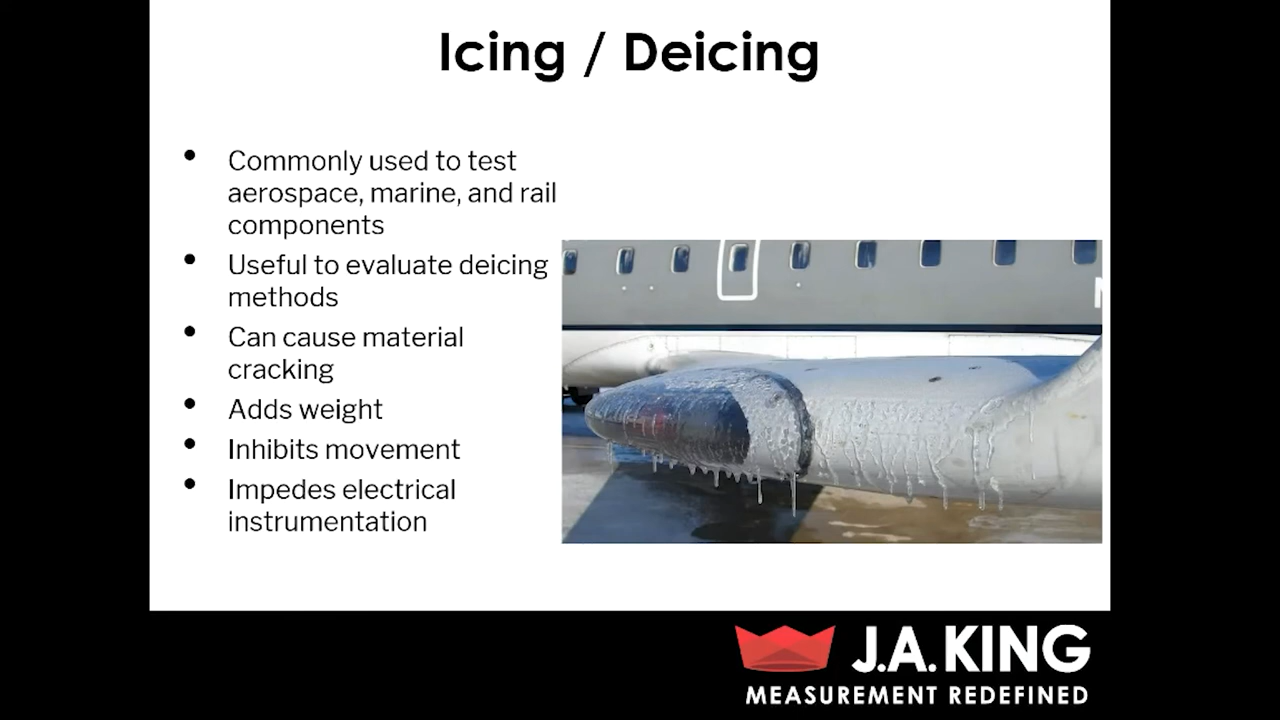 Icing / Deicing
• Commonly used to test
aerospace, marine, and rail
components
• Useful to evaluate deicing
methods
• Can cause material
cracking
• Adds weight
• Inhibits movement
• Impedes electrical
instrumentation
J.A. KING
MEASUREMENT REDEFINED